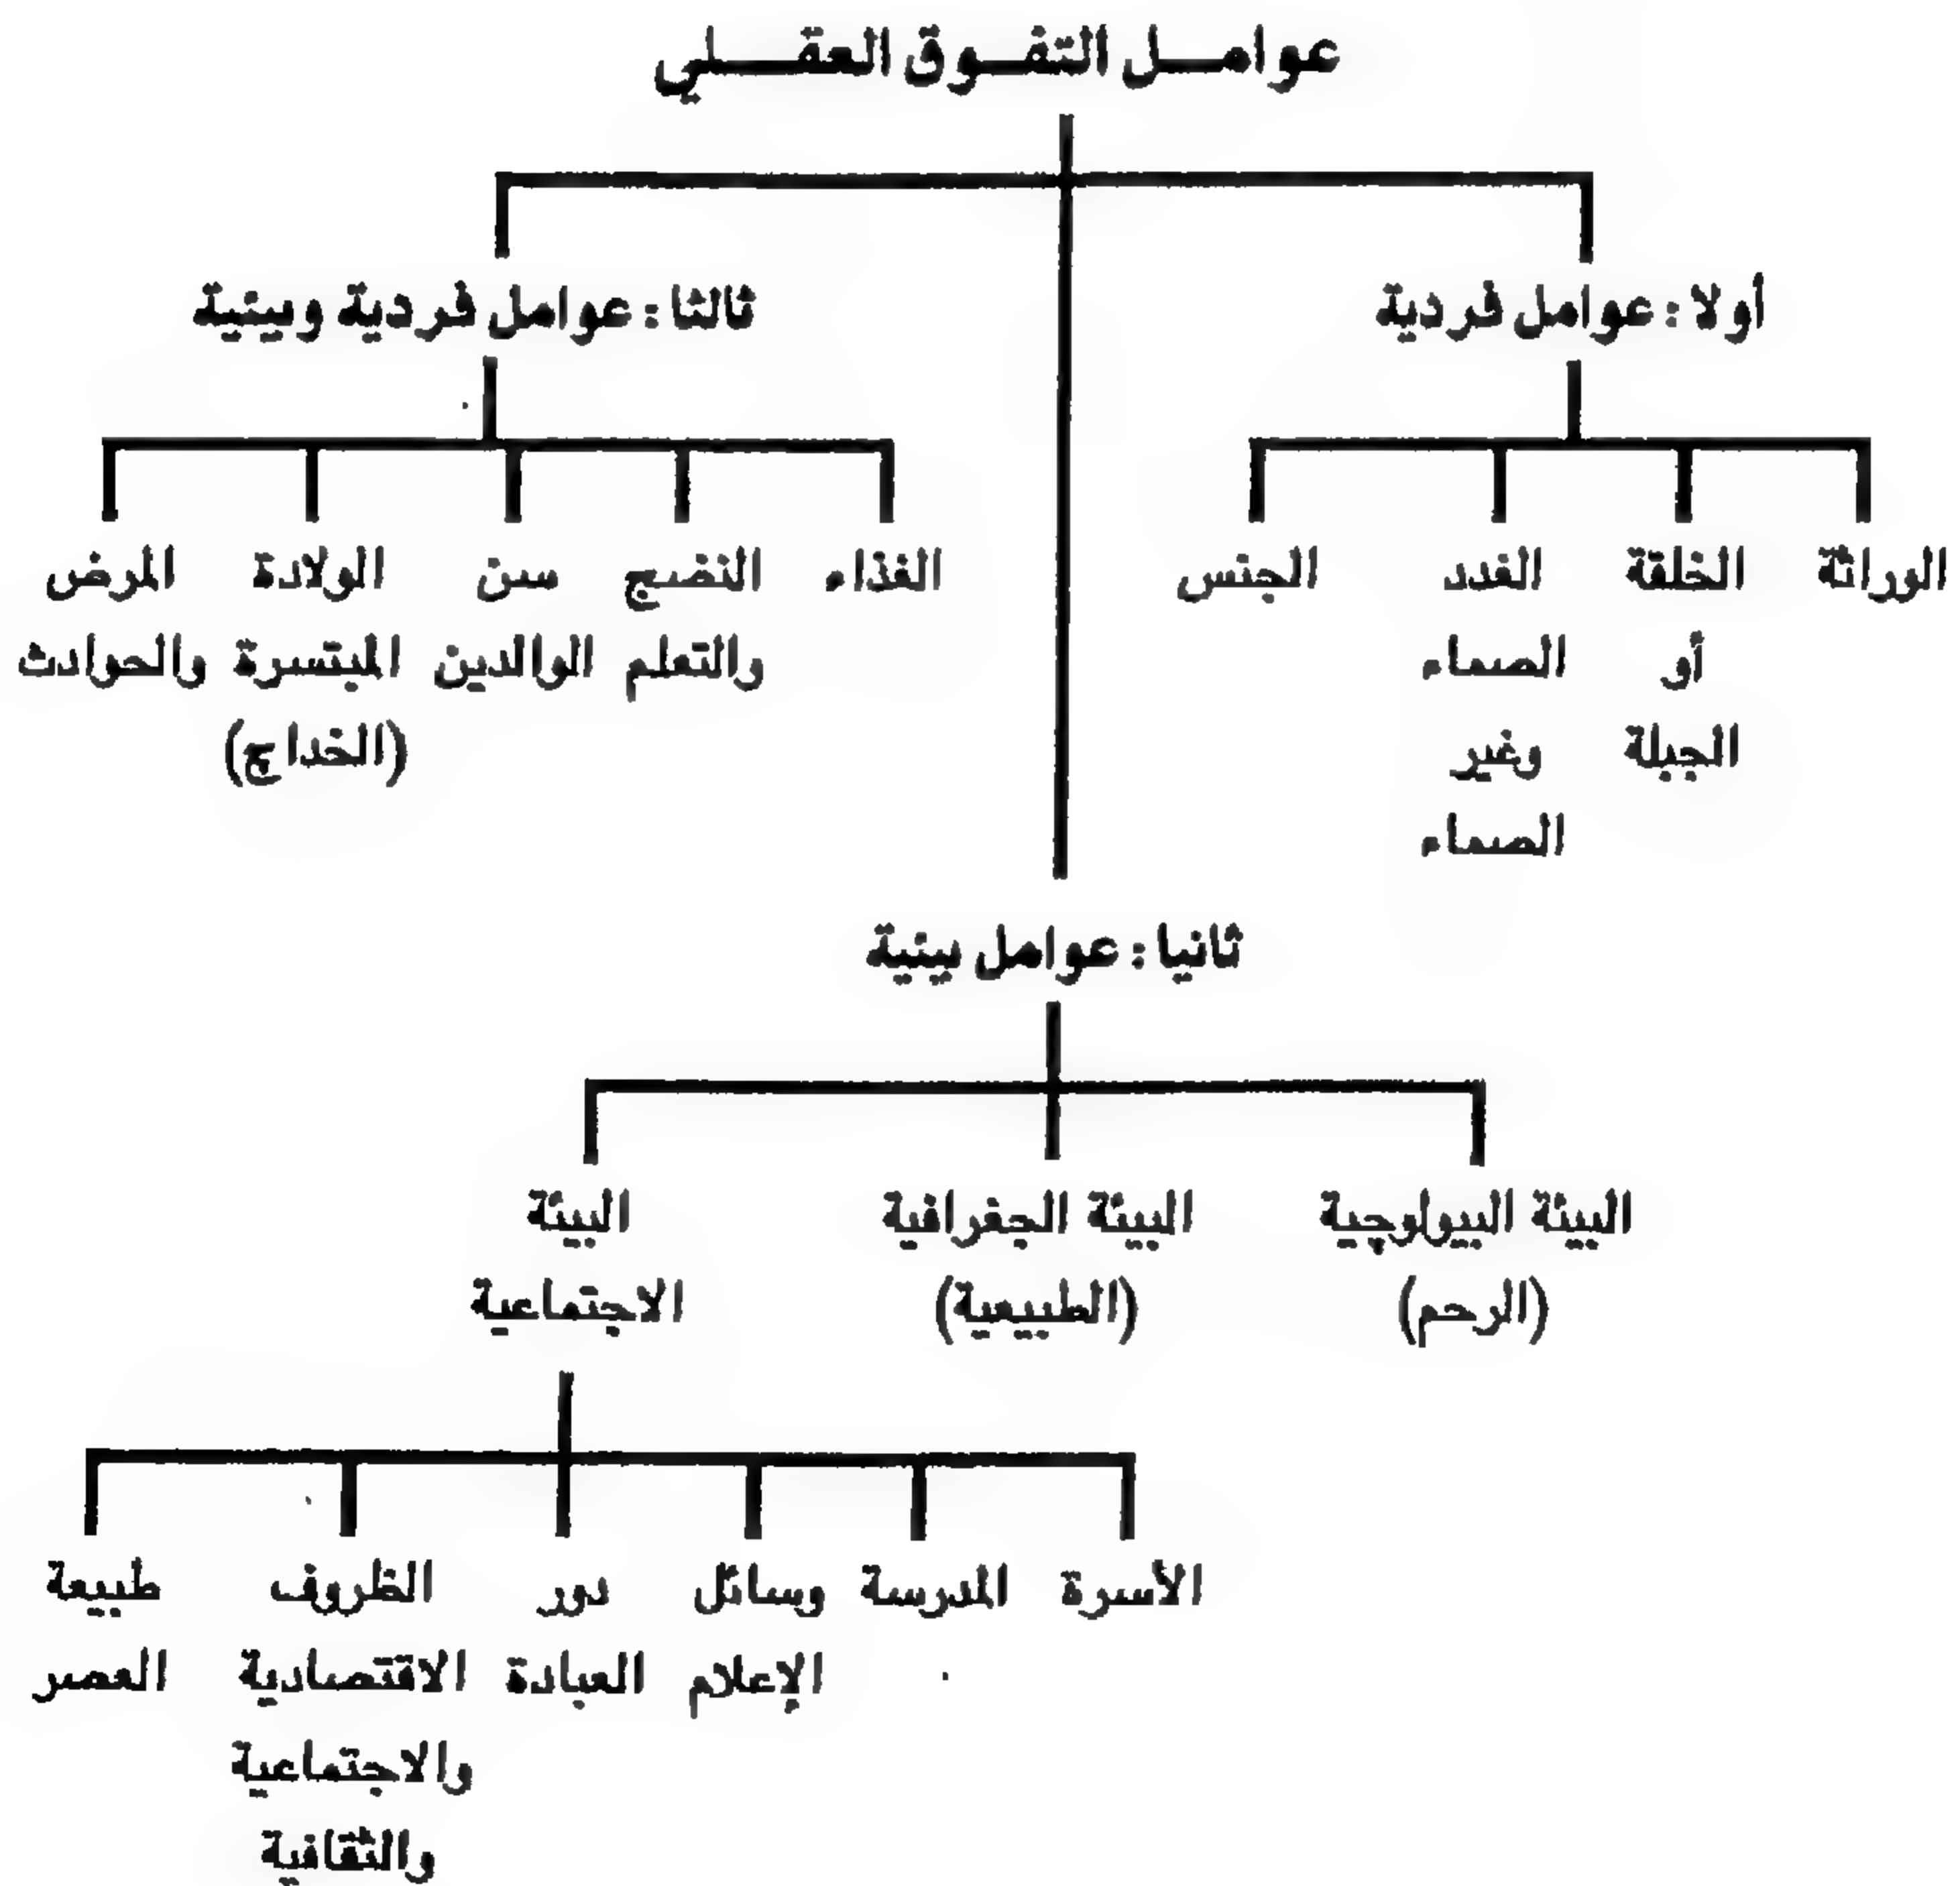 عوامل التفوق العقلي
أولا : عوامل فردية
ثالثا : عوامل فردية وبيئية
الوراثة
الخلقة
أو
الجبلة
الغدد
الصماء
وغير
الصماء
الجنس
الغذاء
النضج
والتعلم
سن
الوالدين
الولادة
المبتسرة
(الخداج)
المرض
والحوادث
ثانيا : عوامل بيئية
البيئة البيولوچية
(الرحم)
البيئة الجغرافية
(الطبيعية)
البيئة
الاجتماعية
الأسرة
المدرسة
وسائل
الإعلام
دور
العبادة
الظروف
الاقتصادية
والاجتماعية
والثقافية
طبيعة
العصر